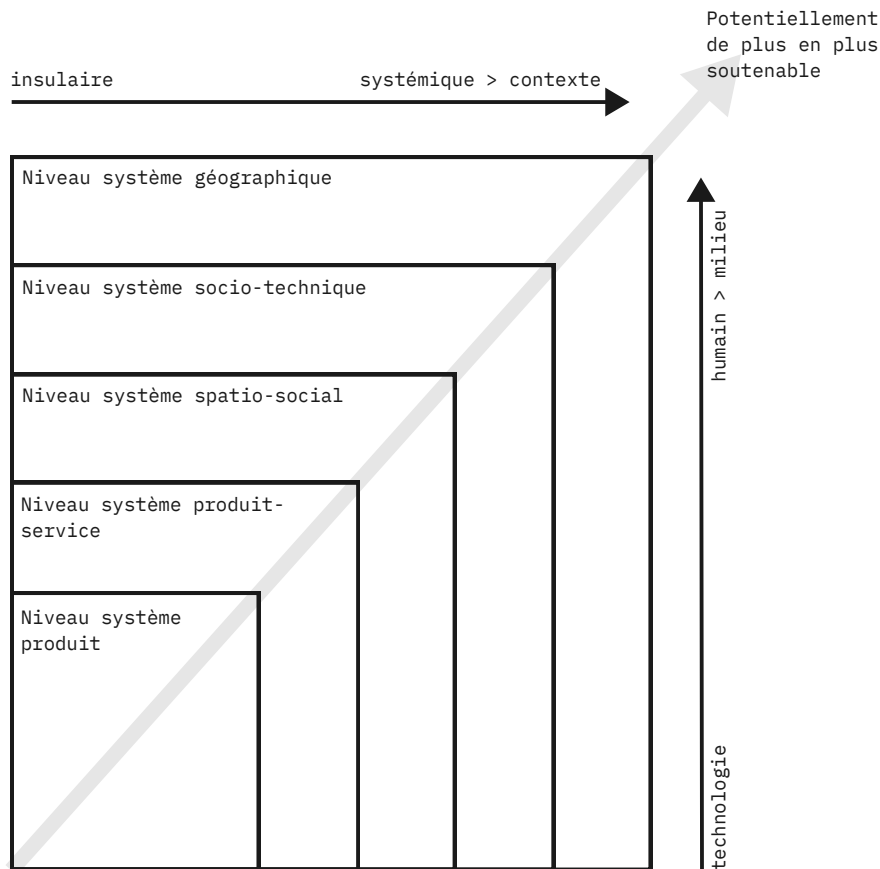 Potentiellement
de plus en plus
soutenable
insulaire
systémique > contexte
Niveau système géographique
Niveau système socio-technique
Niveau système spatio-social
Niveau système produit-
service
Niveau système
produit
humain > milieu
technologie